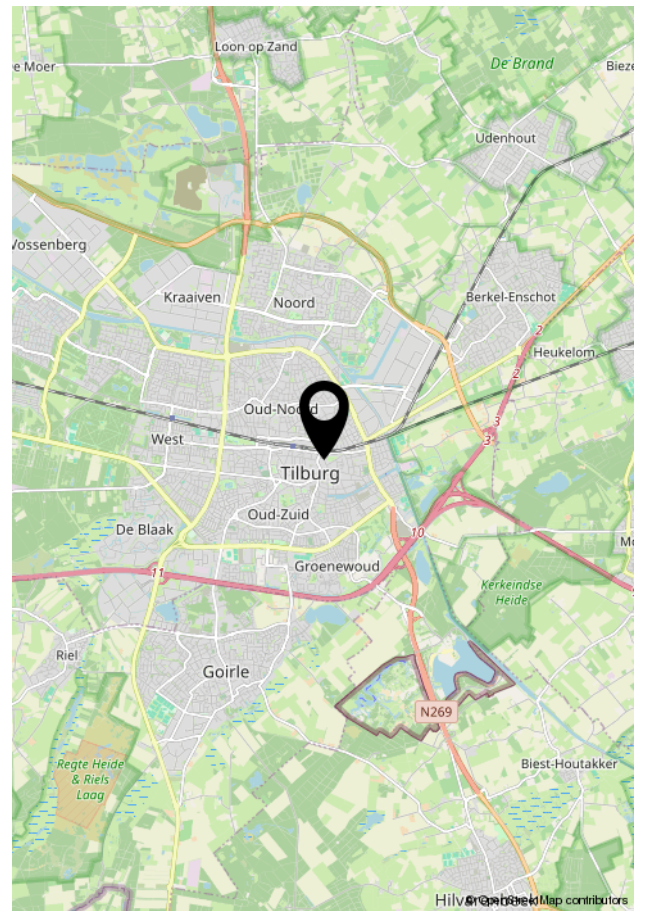 Loon op Zand
De Brand
e Moer
Bieze
Udenhout
Vossenberg
Kraaiven
Noord
Berkel-Enschot
2
Heukelom
2
Oud-Noord
3
West
3
Tilburg
Oud-Zuid
De Blaak
10
Mo
Groenewoud
11
Kerkeindse
Heide
Riel
Goirle
N269
Regte Heide
& Riels
Laag
Biest-Houtakker
Hilvarenbeek
© OpenStreetMap contributors